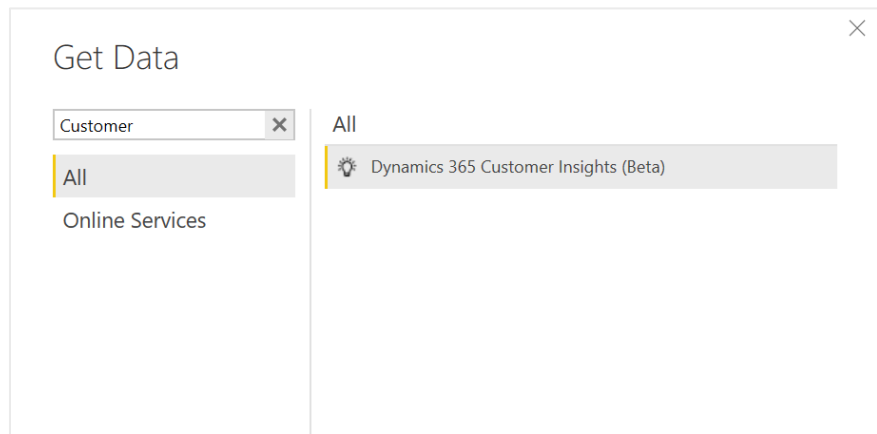 Get Data
Customer
All
Online Services
All
Dynamics 365 Customer Insights (Beta)